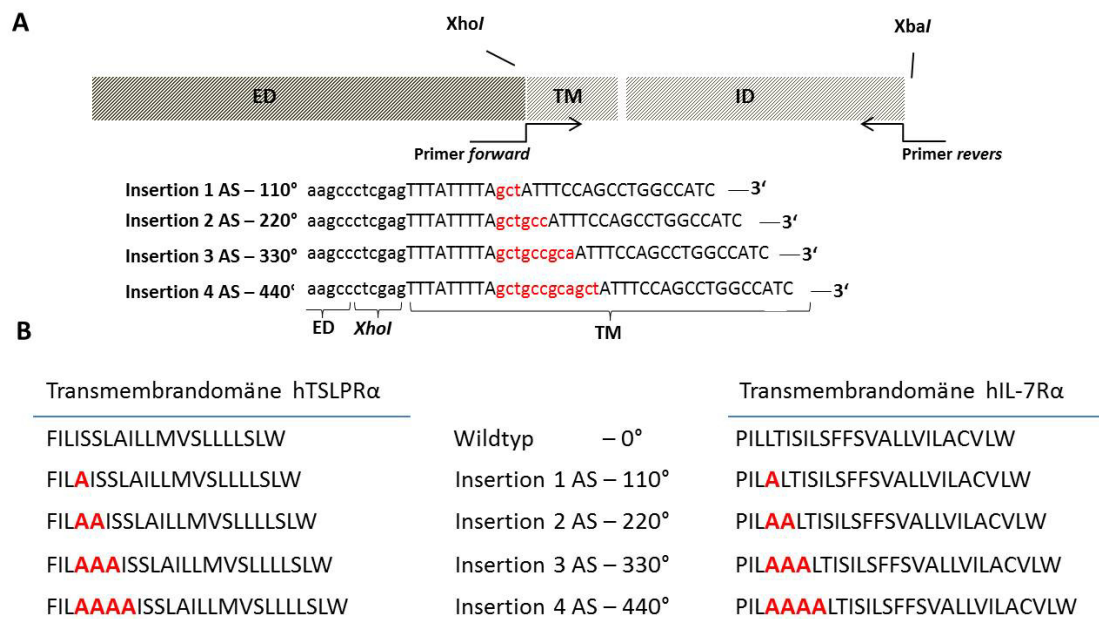 A
XhoI
XbaI
ED TM ID
Primer forward
Primer revers
Insertion 1 AS – 110° aagccctcgagTTTATTTTAgctATTTCCAGCCTGGCCATC —3‘
Insertion 2 AS – 220° aagccctcgagTTTATTTTAgctgccATTTCCAGCCTGGCCATC —3‘
Insertion 3 AS – 330° aagccctcgagTTTATTTTAgctgccgcaATTTCCAGCCTGGCCATC —3‘
Insertion 4 AS – 440‘ aagccctcgagTTTATTTTAgctgccgcagctATTTCCAGCCTGGCCATC —3‘
ED XhoI TM
B
Transmembrandomäne hTSLPRα Transmembrandomäne hIL-7Rα
FILISSLAILLMVSLLLLSLW Wildtyp – 0° PILLTISILSFFSVALLVILACVLW
FILAISSLAILLMVSLLLLSLW Insertion 1 AS – 110° PILALTISILSFFSVALLVILACVLW
FILAAISSLAILLMVSLLLLSLW Insertion 2 AS – 220° PILAALTISILSFFSVALLVILACVLW
FILAAAISSLAILLMVSLLLLSLW Insertion 3 AS – 330° PILAAALTISILSFFSVALLVILACVLW
FILAAAAISSLAILLMVSLLLLSLW Insertion 4 AS – 440° PILAAAALTISILSFFSVALLVILACVLW